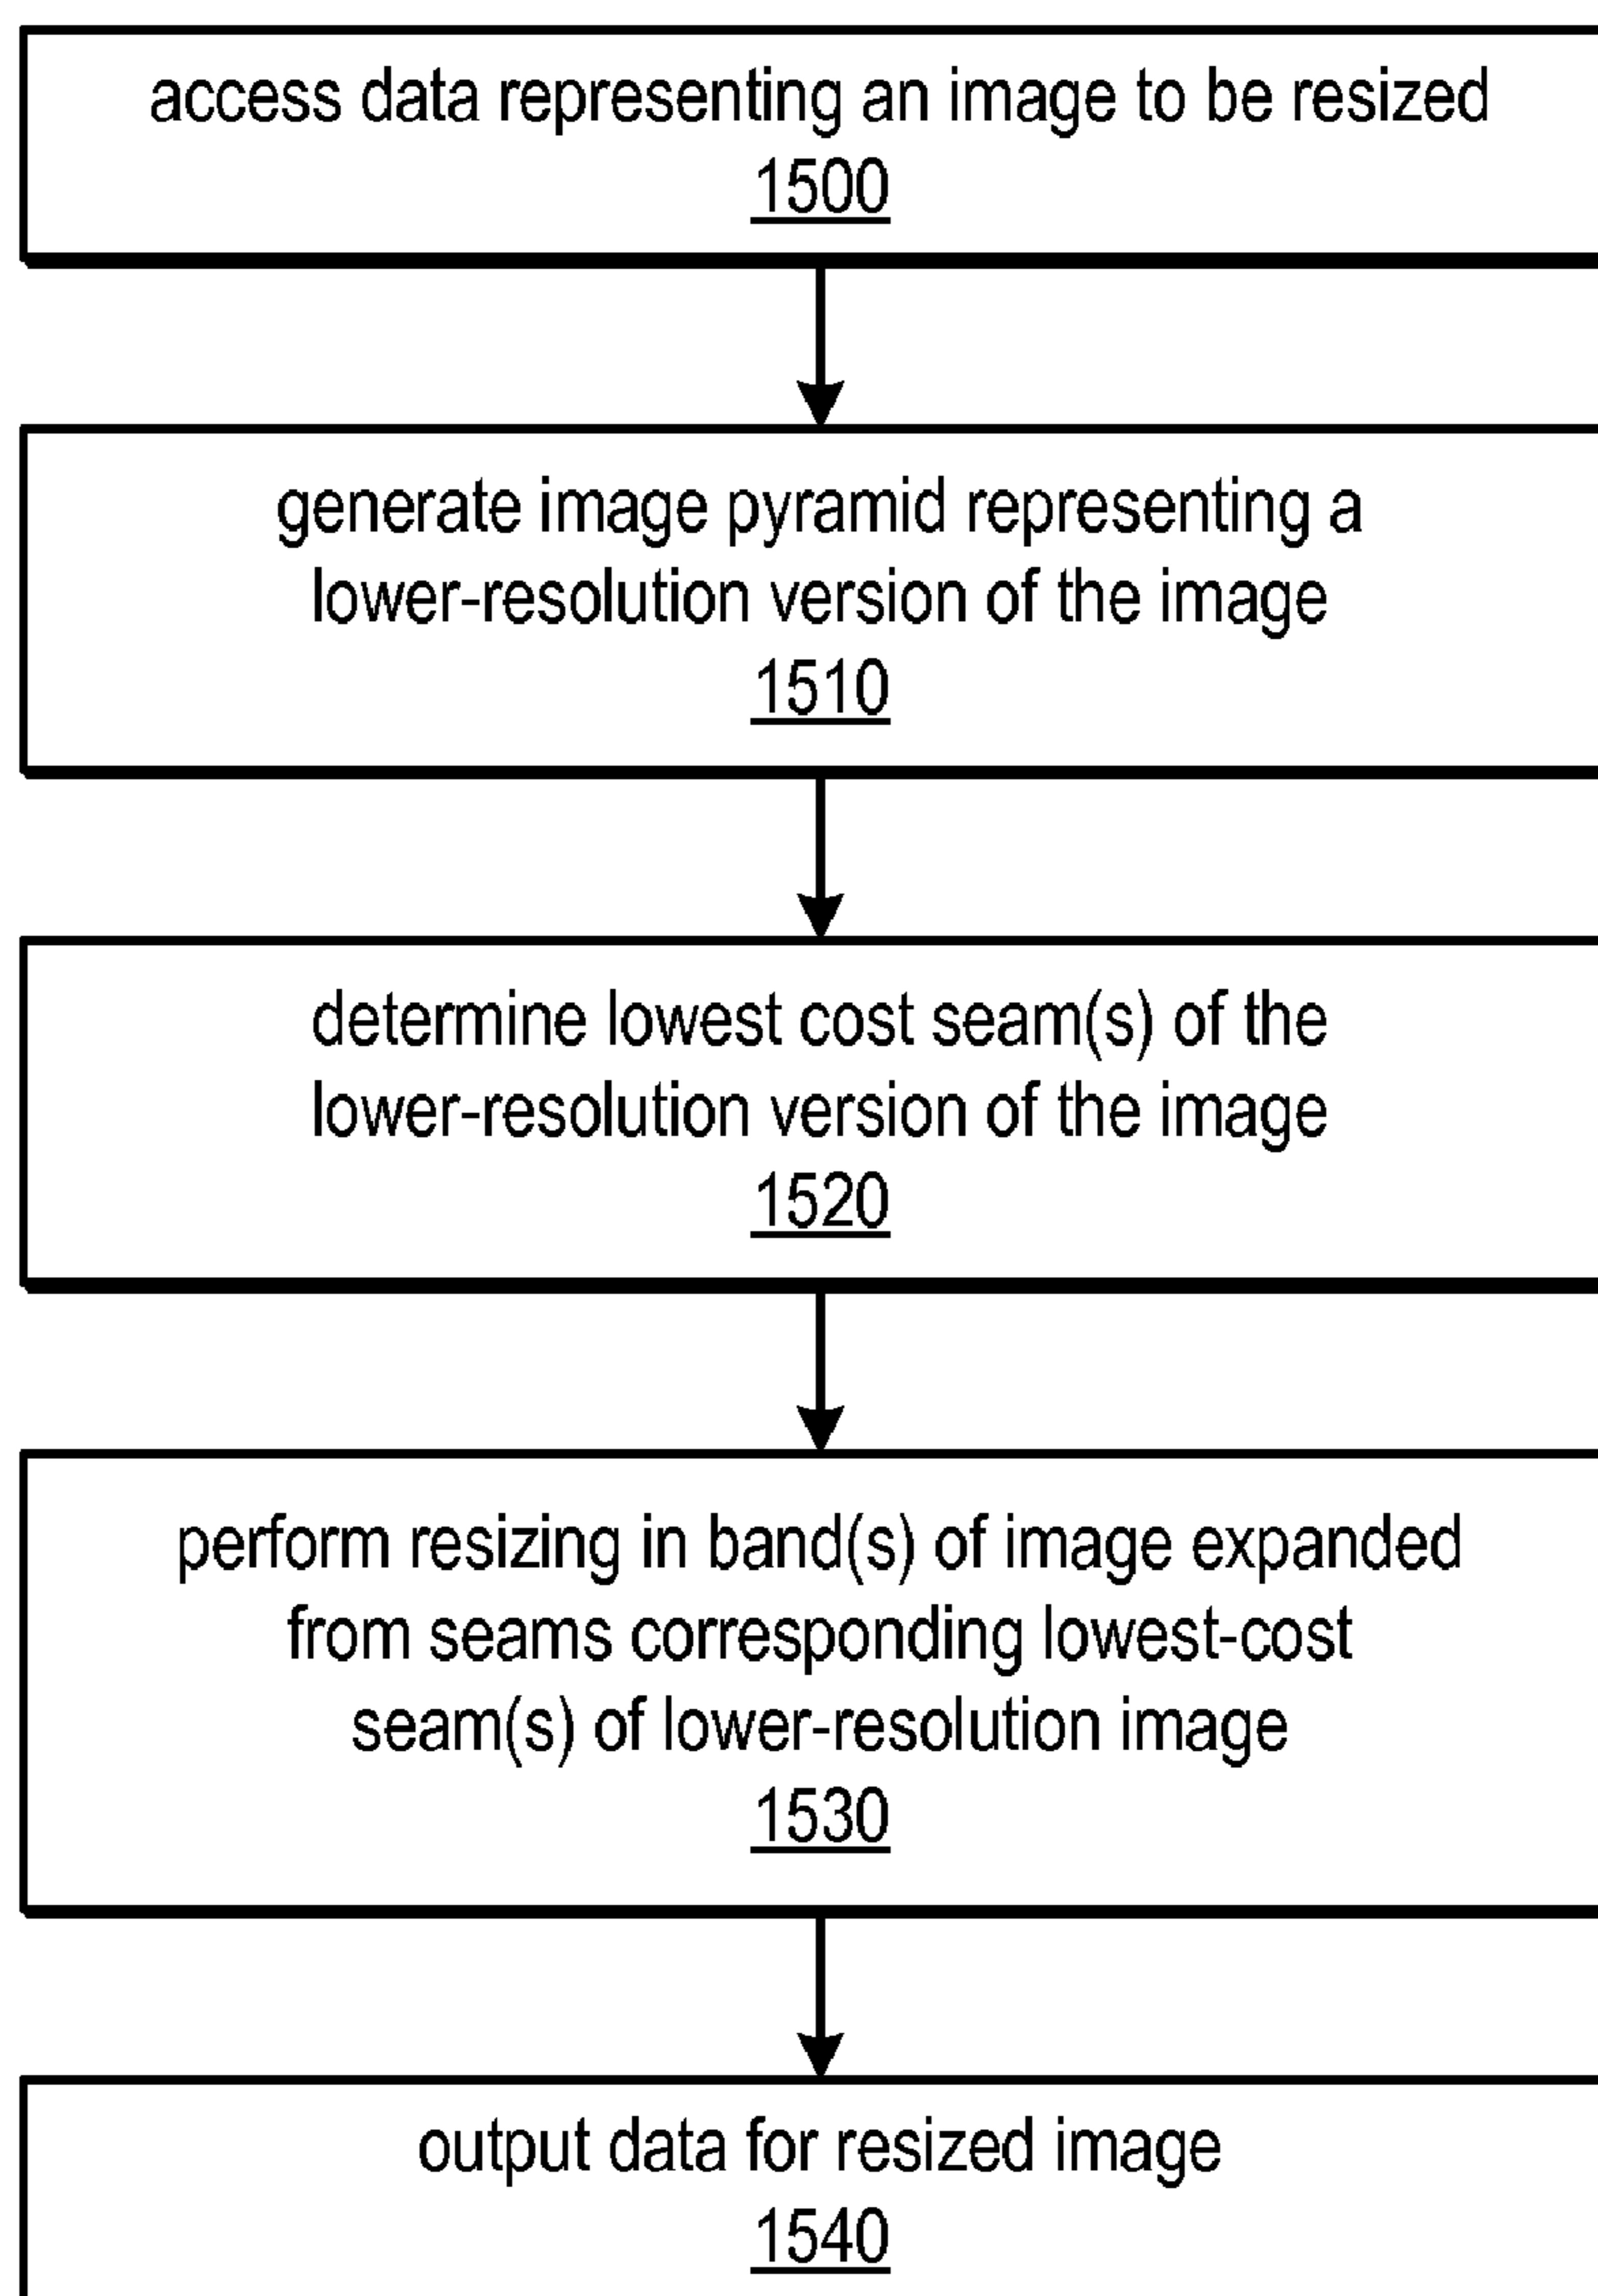 access data representing an image to be resized
1500
generate image pyramid representing a
lower-resolution version of the image
1510
determine lowest cost seam(s) of the
lower-resolution version of the image
1520
perform resizing in band(s) of image expanded
from seams corresponding lowest-cost
seam(s) of lower-resolution image
1530
output data for resized image
1540